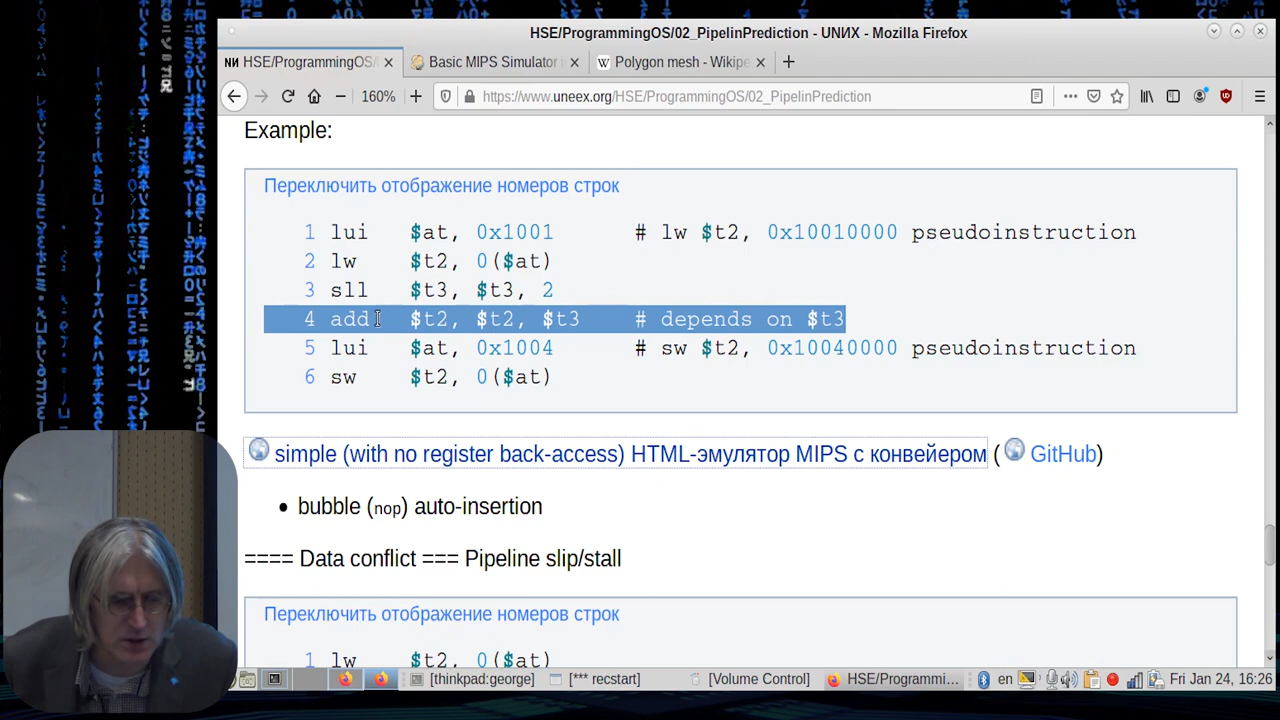 HSE/ProgrammingOS/02_PipelinPrediction - UNИX - Mozilla Firefox
NИ HSE/ProgrammingOS/
Basic MIPS Simulator
Polygon mesh - Wikipe
160%
https://www.uneex.org/HSE/ProgrammingOS/02_PipelinPrediction
Example:
Переключить отображение номеров строк
1 lui $at, 0x1001 # lw $t2, 0x10010000 pseudoinstruction
2 lw $t2, 0($at)
3 sll $t3, $t3, 2
4 add $t2, $t2, $t3 # depends on $t3
5 lui $at, 0x1004 # sw $t2, 0x10040000 pseudoinstruction
6 sw $t2, 0($at)
simple (with no register back-access) HTML-эмулятор MIPS с конвейером ( GitHub)
• bubble (nop) auto-insertion
==== Data conflict === Pipeline slip/stall
Переключить отображение номеров строк
1 lw $t2, 0($at)
[thinkpad:george]
[*** recstart]
[Volume Control]
HSE/Programmi...
en
Fri Jan 24, 16:26